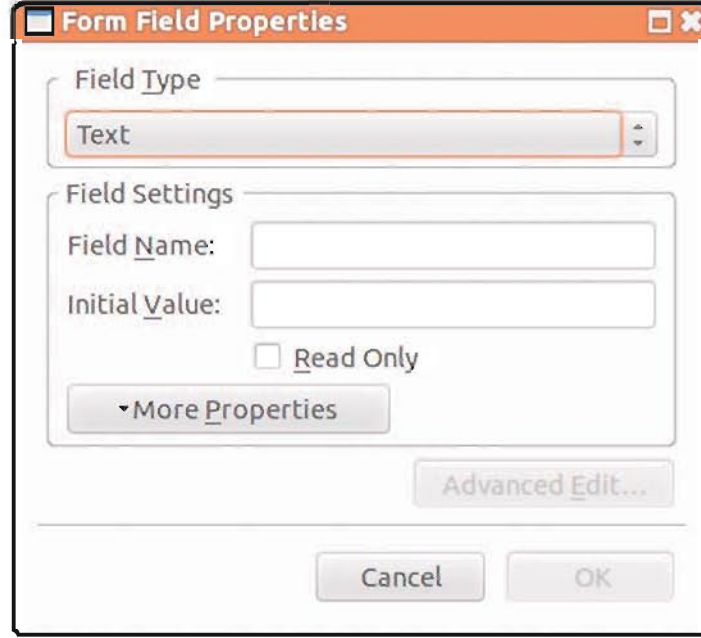 Form Field Properties
Field Type
Text
Field Settings
Field Name:
Initial Value:
Read Only
More Properties
Advanced Edit...
Cancel OK